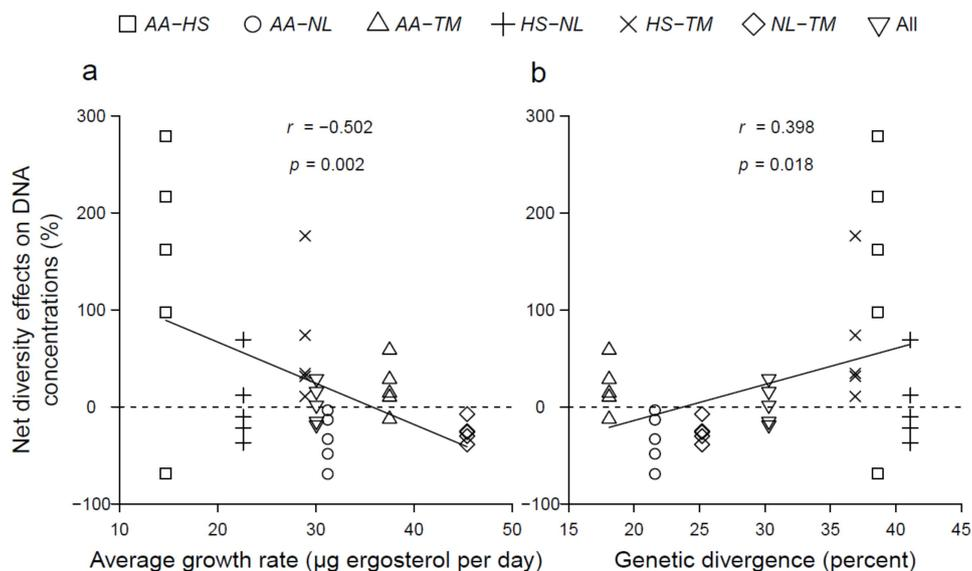 AA−HS AA−NL AA−TM HS−NL HS−TM NL−TM All
a
b
Net diversity effects on DNA
concentrations (%)
300
200
100
0
−100
r = −0.502
p = 0.002
10 20 30 40 50
Average growth rate (µg ergosterol per day)
300
200
100
0
−100
r = 0.398
p = 0.018
15 20 25 30 35 40 45
Genetic divergence (percent)